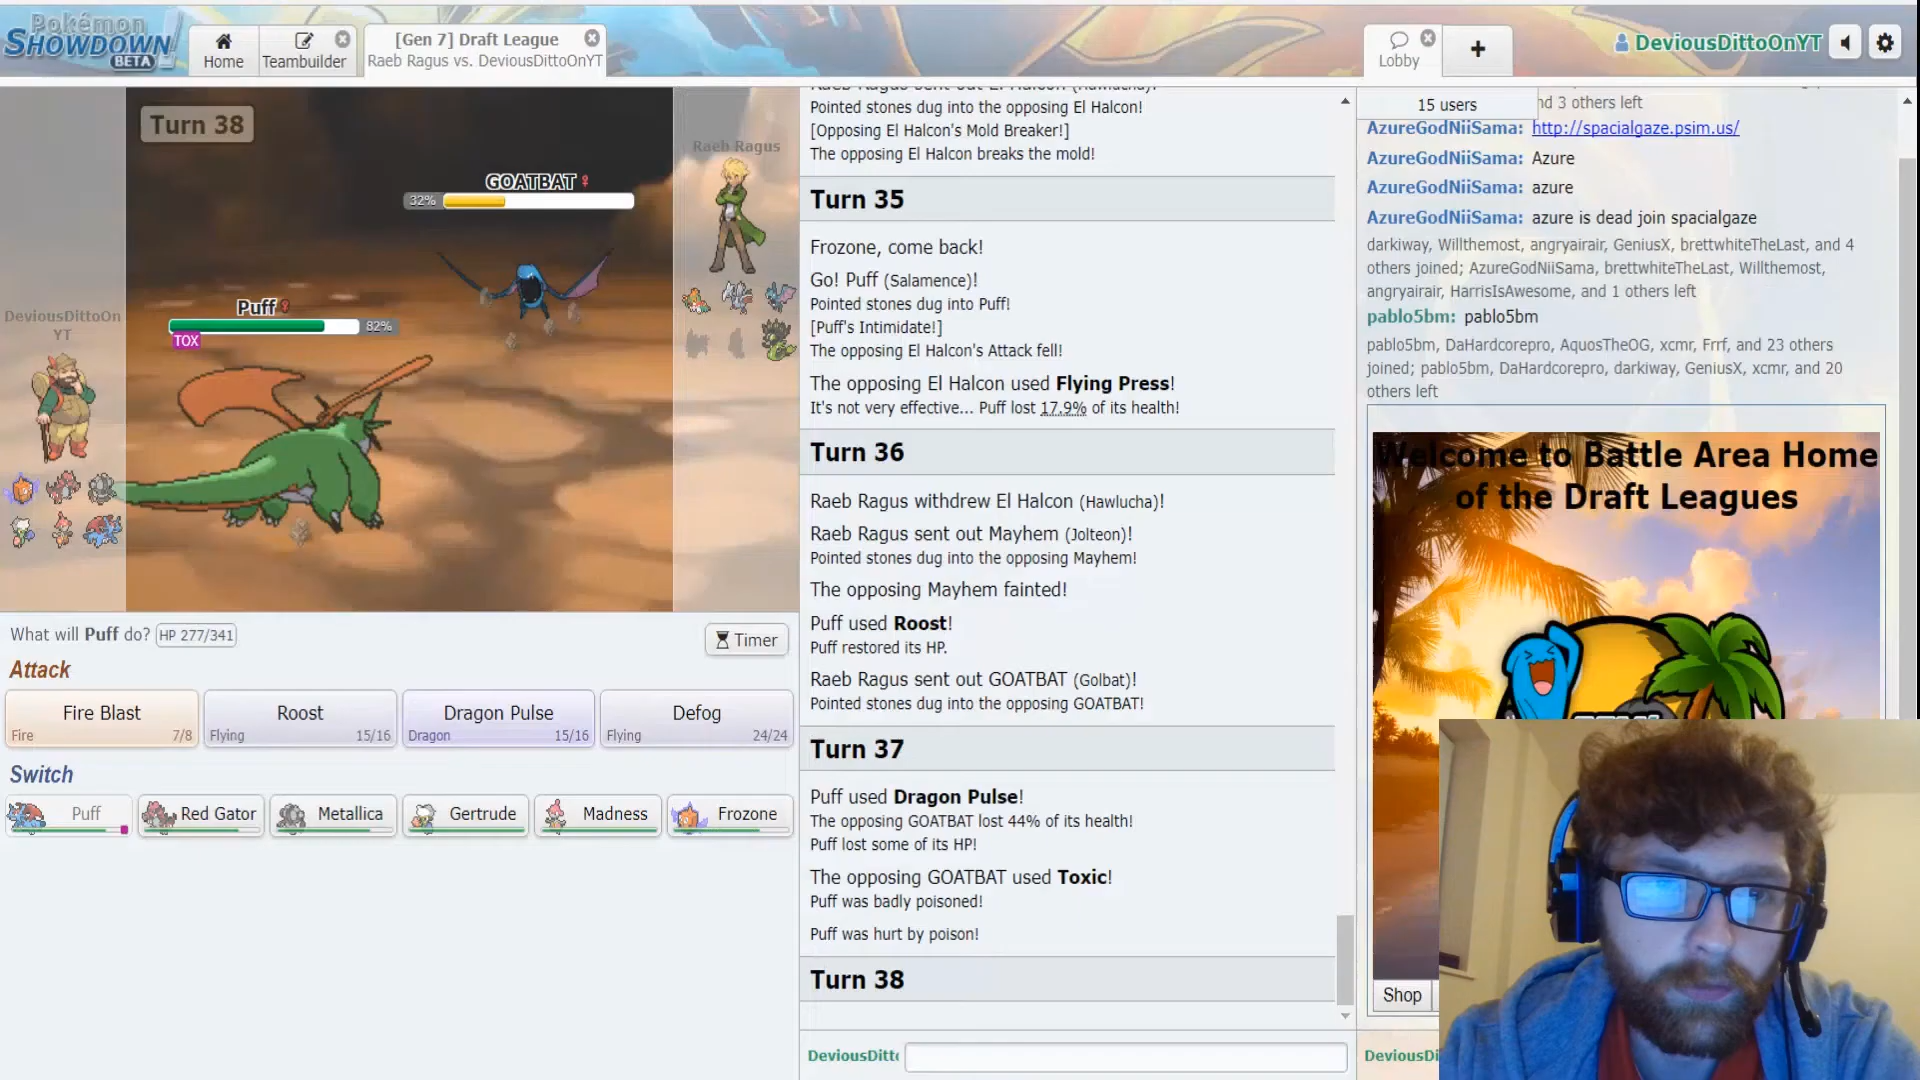 Pokémon
SHOWDOWN!
BETA
Home
Teambuilder
[Gen 7] Draft League
Raeb Ragus vs. DeviousDittoOnYT
Lobby
+
DeviousDittoOnYT
Turn 38
GOATBAT ♀
32%
Puff ♀
82%
TOX
DeviousDittoOn
YT
Raeb Ragus
What will Puff do? HP 277/341
Timer
Attack
Fire Blast
Fire 7/8
Roost
Flying 15/16
Dragon Pulse
Dragon 15/16
Defog
Flying 24/24
Switch
Puff
Red Gator
Metallica
Gertrude
Madness
Frozone
Raeb Ragus sent out El Halcon (Hawlucha)!
Pointed stones dug into the opposing El Halcon!
[Opposing El Halcon's Mold Breaker!]
The opposing El Halcon breaks the mold!
Turn 35
Frozone, come back!
Go! Puff (Salamence)!
Pointed stones dug into Puff!
[Puff's Intimidate!]
The opposing El Halcon's Attack fell!
The opposing El Halcon used Flying Press!
It's not very effective... Puff lost 17.9% of its health!
Turn 36
Raeb Ragus withdrew El Halcon (Hawlucha)!
Raeb Ragus sent out Mayhem (Jolteon)!
Pointed stones dug into the opposing Mayhem!
The opposing Mayhem fainted!
Puff used Roost!
Puff restored its HP.
Raeb Ragus sent out GOATBAT (Golbat)!
Pointed stones dug into the opposing GOATBAT!
Turn 37
Puff used Dragon Pulse!
The opposing GOATBAT lost 44% of its health!
Puff lost some of its HP!
The opposing GOATBAT used Toxic!
Puff was badly poisoned!
Puff was hurt by poison!
Turn 38
DeviousDitto
15 users
nd 3 others left
AzureGodNiiSama: http://spacialgaze.psim.us/
AzureGodNiiSama: Azure
AzureGodNiiSama: azure
AzureGodNiiSama: azure is dead join spacialgaze
darkiway, Willthemost, angryairair, GeniusX, brettwhiteTheLast, and 4
others joined; AzureGodNiiSama, brettwhiteTheLast, Willthemost,
angryairair, HarrisIsAwesome, and 1 others left
pablo5bm: pablo5bm
pablo5bm, DaHardcorepro, AquosTheOG, xcmr, Frrf, and 23 others
joined; pablo5bm, DaHardcorepro, darkiway, GeniusX, xcmr, and 20
others left
Welcome to Battle Area Home
of the Draft Leagues
Shop
DeviousDi